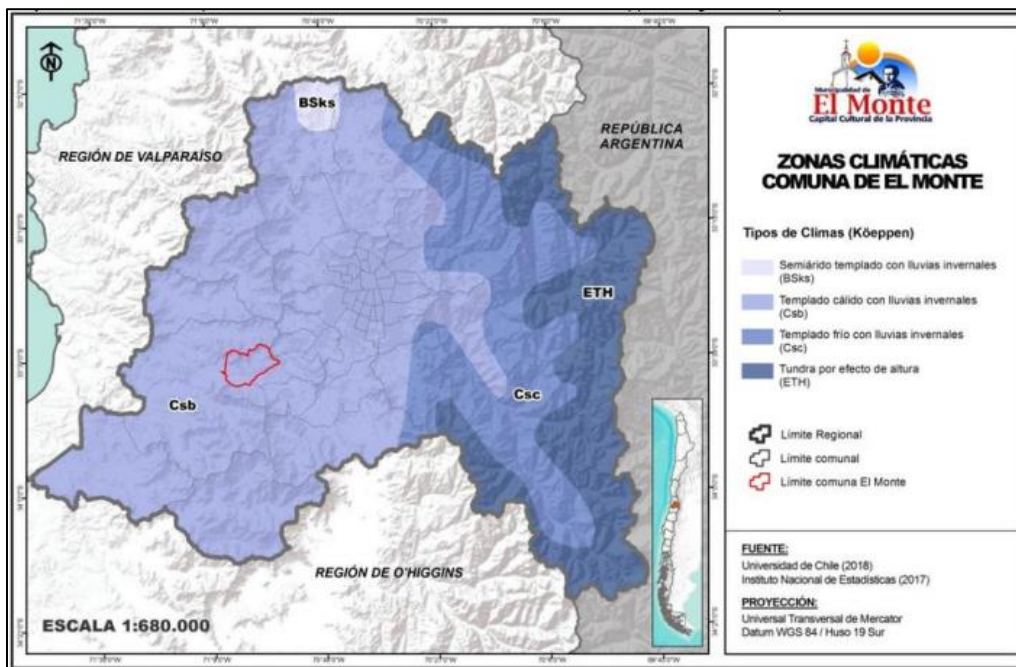 BSks
REGIÓN DE VALPARAÍSO
REPÚBLICA
ARGENTINA
ETH
Csc
Csb
REGIÓN DE O'HIGGINS
ESCALA 1:680.000
N
Municipalidad de
El Monte
Capital Cultural de la Provincia
ZONAS CLIMÁTICAS
COMUNA DE EL MONTE
Tipos de Climas (Köeppen)
Semiárido templado con lluvias invernales
(BSks)
Templado cálido con lluvias invernales
(Csb)
Templado frío con lluvias invernales
(Csc)
Tundra por efecto de altura
(ETH)
Límite Regional
Límite comunal
Límite comuna El Monte
FUENTE:
Universidad de Chile (2018)
Instituto Nacional de Estadísticas (2017)
PROYECCIÓN:
Universal Transversal de Mercator
Datum WGS 84 / Huso 19 Sur